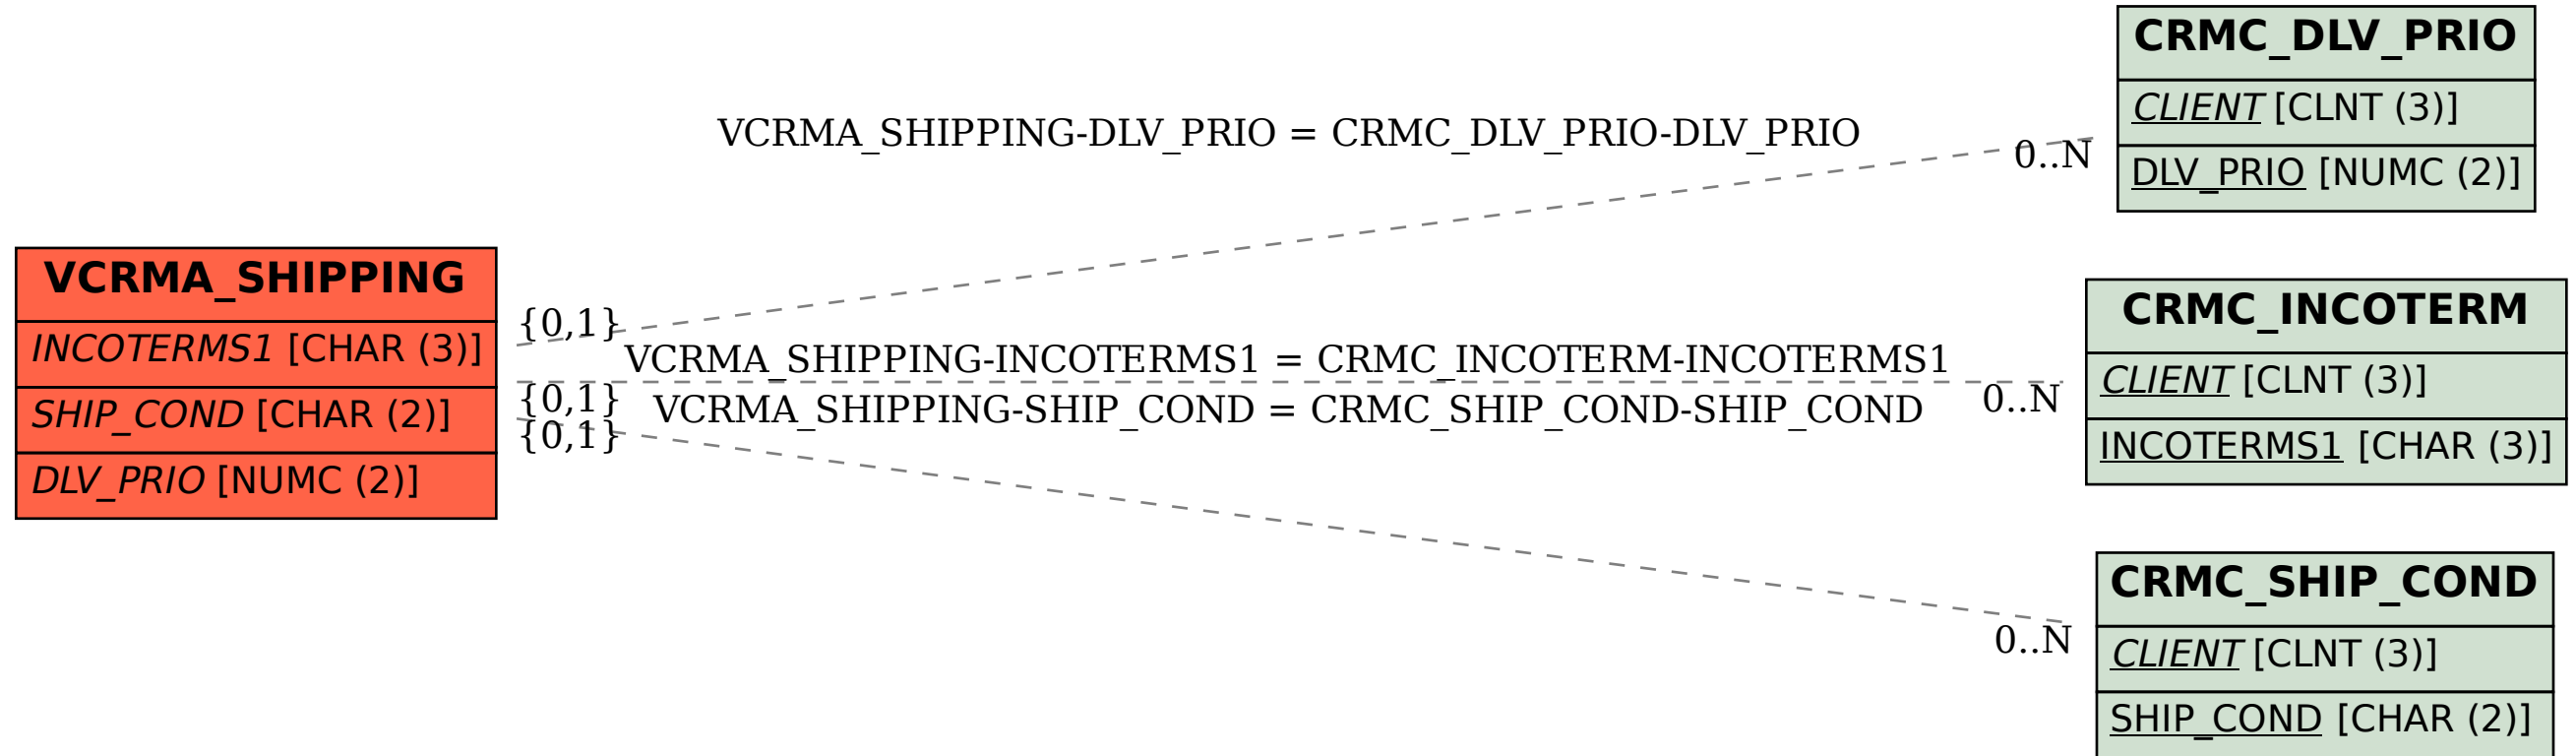 CRMC_DLV_PRIO
CLIENT [CLNT (3)]
DLV_PRIO [NUMC (2)]
VCRMA_SHIPPING-DLV_PRIO = CRMC_DLV_PRIO-DLV_PRIO
0..N
VCRMA_SHIPPING
INCOTERMS1 [CHAR (3)]
SHIP_COND [CHAR (2)]
DLV_PRIO [NUMC (2)]
{0,1}
VCRMA_SHIPPING-INCOTERMS1 = CRMC_INCOTERM-INCOTERMS1
{0,1}
0..N
VCRMA_SHIPPING-SHIP_COND = CRMC_SHIP_COND-SHIP_COND
{0,1}
CRMC_INCOTERM
CLIENT [CLNT (3)]
INCOTERMS1 [CHAR (3)]
0..N
CRMC_SHIP_COND
CLIENT [CLNT (3)]
SHIP_COND [CHAR (2)]